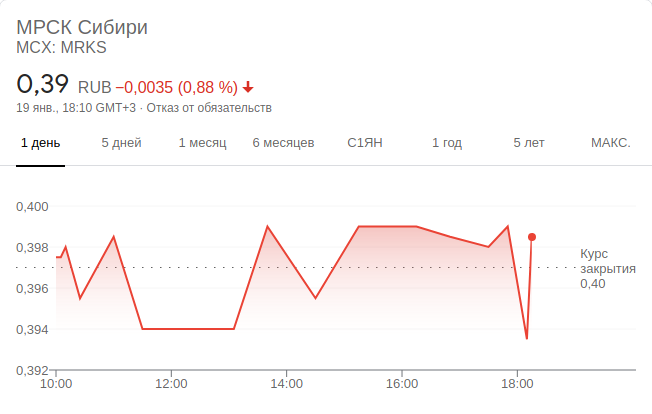 МРСК Сибири
MCX: MRKS
0,39 RUB −0,0035 (0,88 %)
19 янв., 18:10 GMT+3 · Отказ от обязательств
1 день 5 дней 1 месяц 6 месяцев С1ЯН 1 год 5 лет МАКС.
0,400
0,398
0,396
0,394
0,392
Курс
закрытия
0,40
10:00 12:00 14:00 16:00 18:00